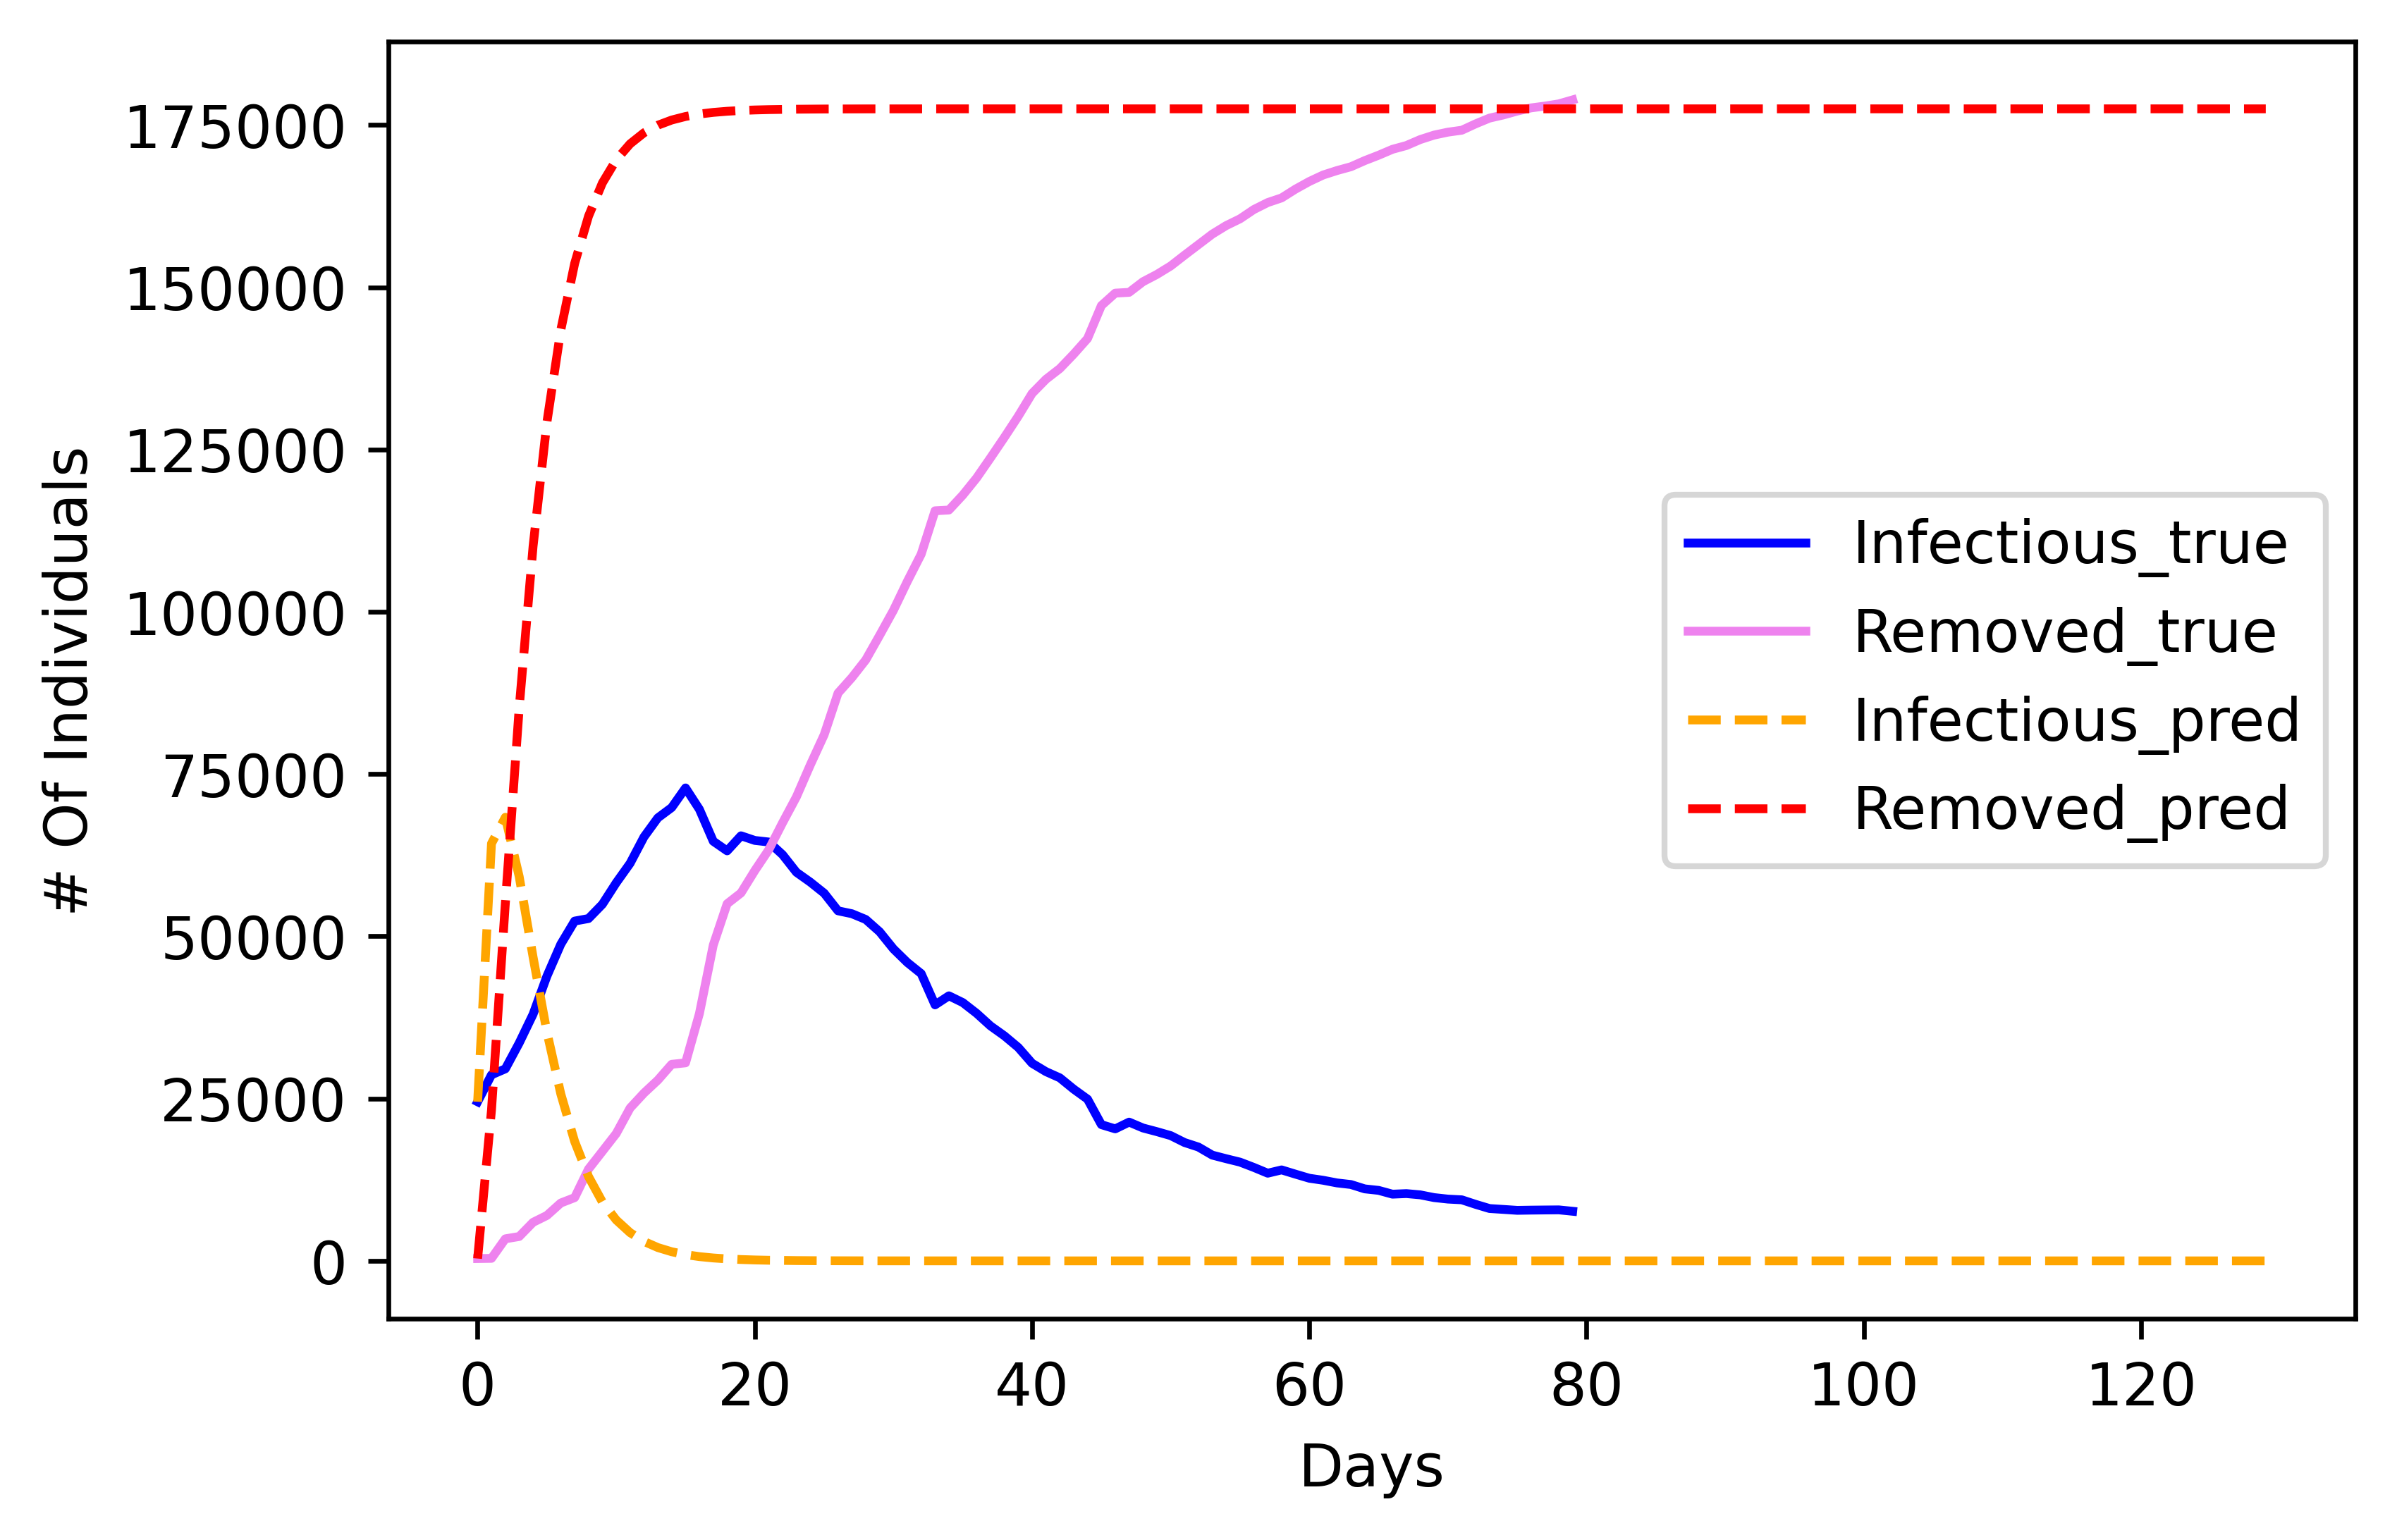 175000
150000
125000
100000
75000
50000
25000
0
# Of Individuals
Infectious_true
Removed_true
Infectious_pred
Removed_pred
0 20 40 60 80 100 120
Days